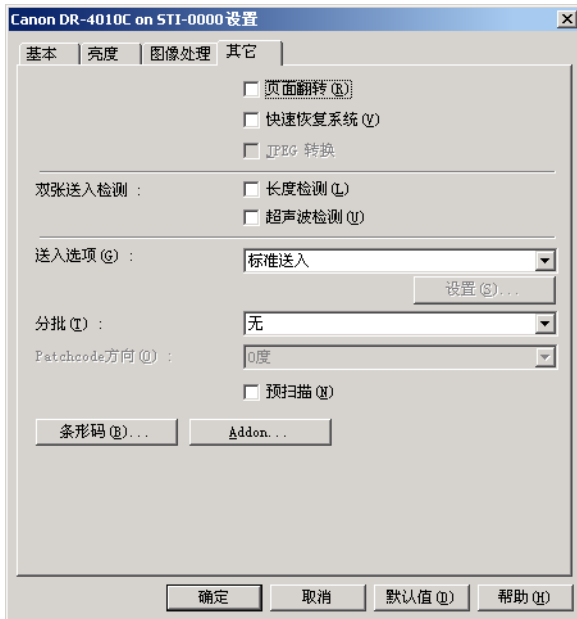 Canon DR-4010C on STI-0000设置
基本 亮度 图像处理 其它
页面翻转(R)
快速恢复系统(V)
JPEG 转换
双张送入检测 : 长度检测(L)
超声波检测(U)
送入选项(G) : 标准送入
设置(S)...
分批(T) : 无
Patchcode方向(O) : 0度
预扫描(N)
条形码(B)... Addon...
确定 取消 默认值(D) 帮助(H)